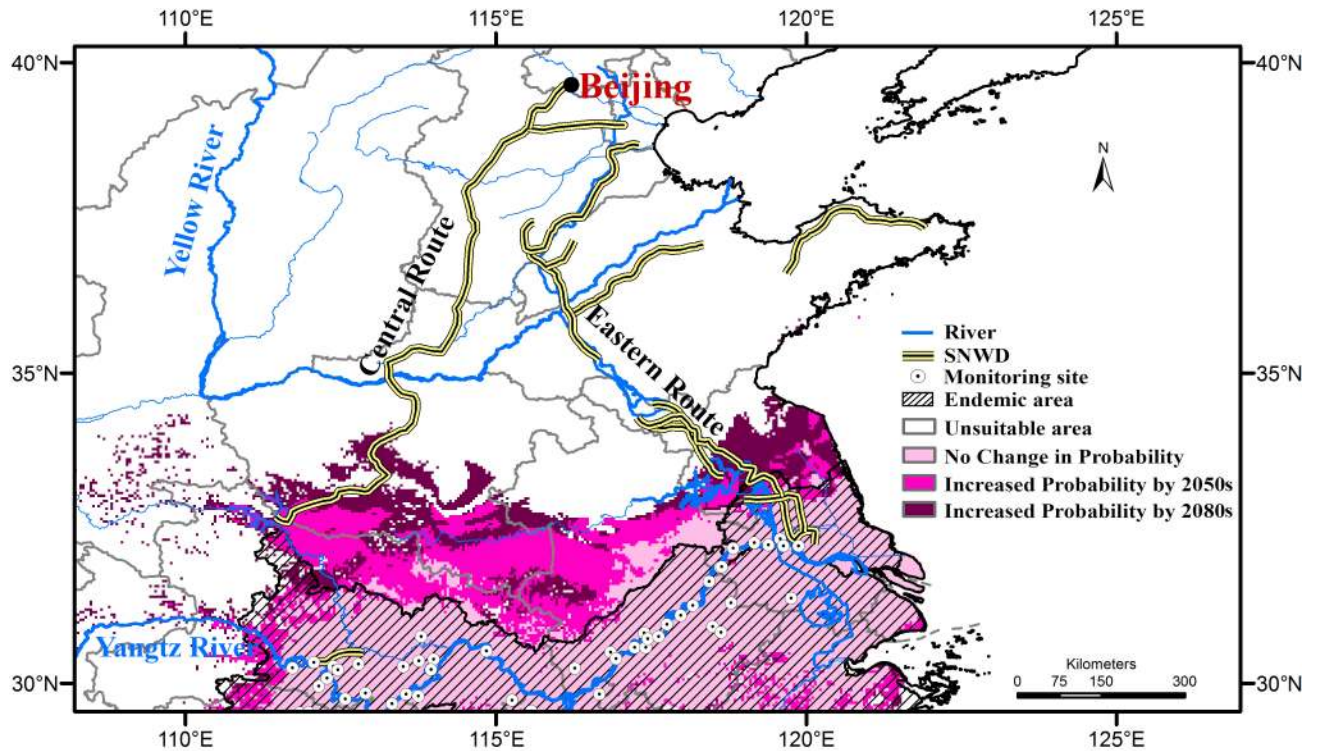 110°E 115°E 120°E 125°E
40°N 40°N
Beijing
N
Yellow River
Central Route
Eastern Route
River
SNWD
35°N 35°N
Monitoring site
Endemic area
Unsuitable area
No Change in Probability
Increased Probability by 2050s
Increased Probability by 2080s
Yangtz River
Kilometers
30°N 30°N
0 75 150 300
110°E 115°E 120°E 125°E